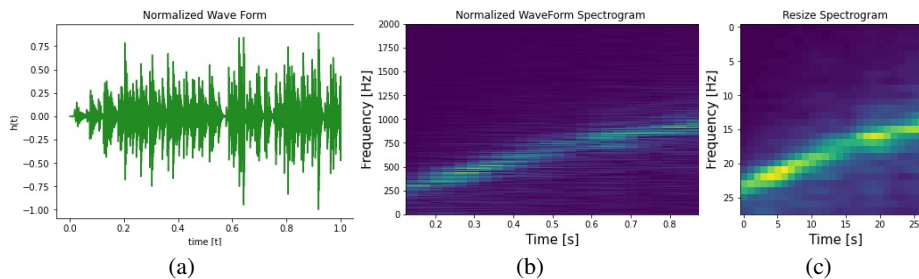 Normalized Wave Form
0.75
0.50
0.25
0.00
−0.25
−0.50
−0.75
−1.00
h(t)
0.0 0.2 0.4 0.6 0.8 1.0
time [t]
(a)
Normalized WaveForm Spectrogram
2000
1750
1500
1250
1000
750
500
250
0
Frequency [Hz]
0.2 0.3 0.4 0.5 0.6 0.7 0.8
Time [s]
(b)
Resize Spectrogram
0
5
10
15
20
25
Frequency [Hz]
0 5 10 15 20 25
Time [s]
(c)